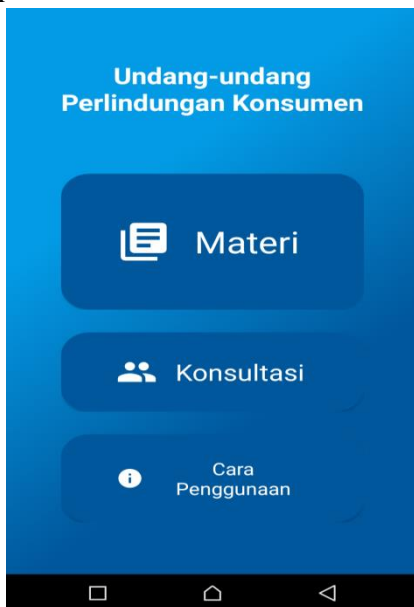 Undang-undang
Perlindungan Konsumen
Materi
Konsultasi
Cara
Penggunaan